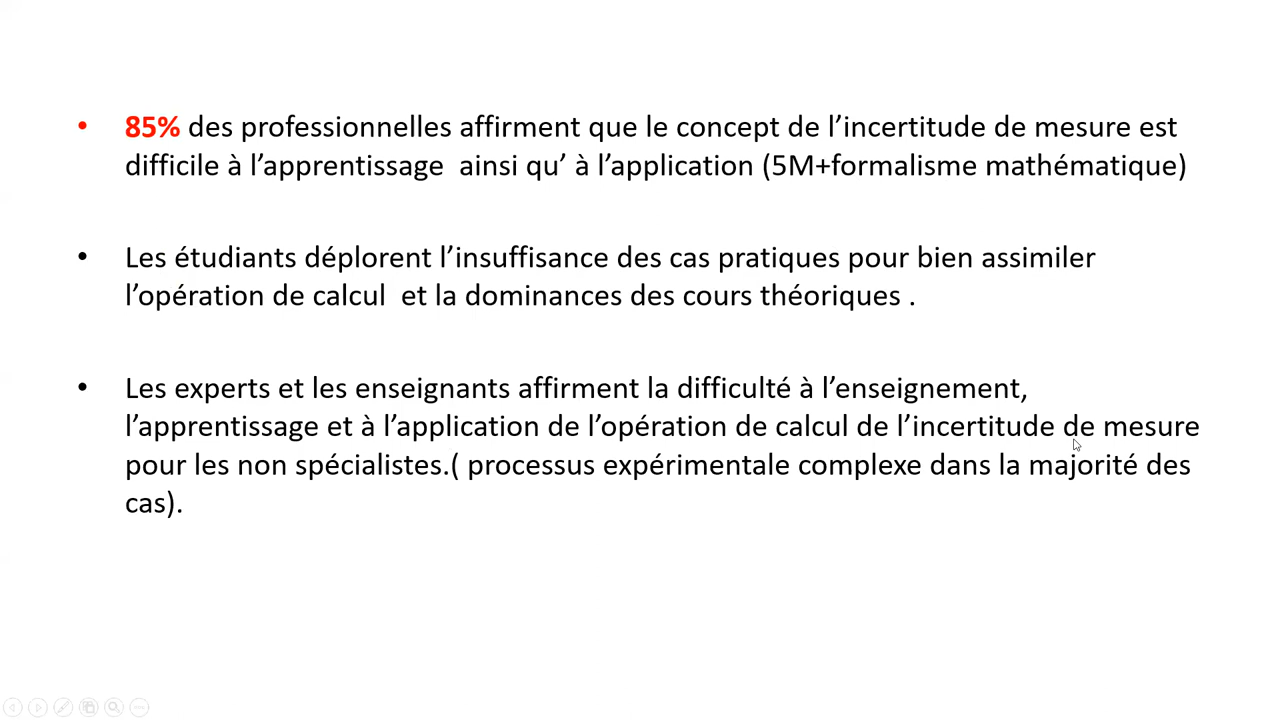 • 85% des professionnelles affirment que le concept de l’incertitude de mesure est
difficile à l’apprentissage  ainsi qu’ à l’application (5M+formalisme mathématique)
• Les étudiants déplorent l’insuffisance des cas pratiques pour bien assimiler
l’opération de calcul  et la dominances des cours théoriques .
• Les experts et les enseignants affirment la difficulté à l’enseignement,
l’apprentissage et à l’application de l’opération de calcul de l’incertitude de mesure
pour les non spécialistes.( processus expérimentale complexe dans la majorité des
cas).